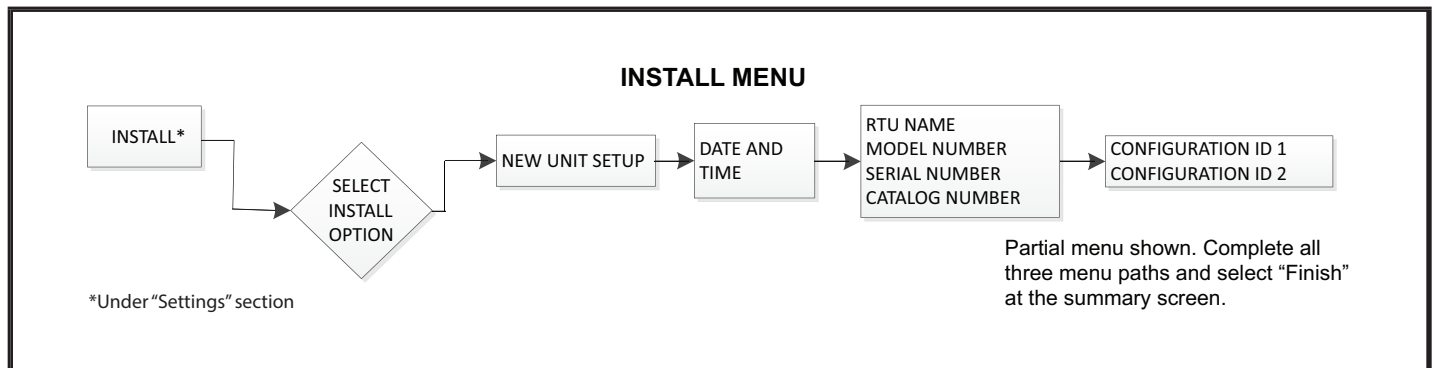 INSTALL MENU
INSTALL*
SELECT
INSTALL
OPTION
NEW UNIT SETUP
DATE AND
TIME
RTU NAME
MODEL NUMBER
SERIAL NUMBER
CATALOG NUMBER
CONFIGURATION ID 1
CONFIGURATION ID 2
Partial menu shown. Complete all
three menu paths and select “Finish”
at the summary screen.
*Under “Settings” section